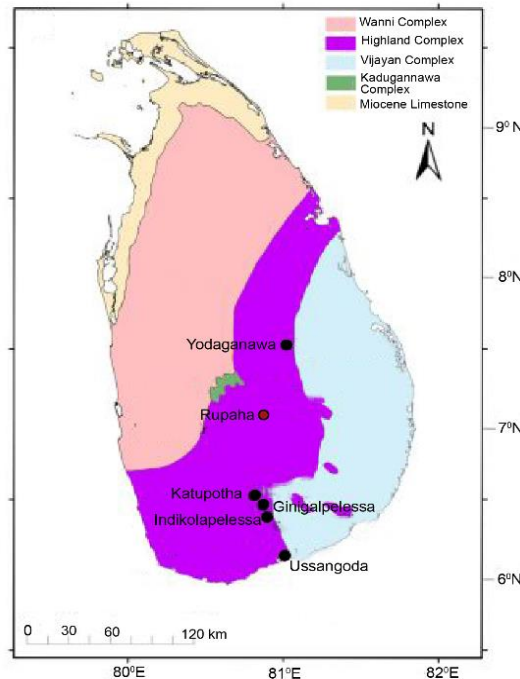 Wanni Complex
Highland Complex
Vijayan Complex
Kadugannawa
Complex
Miocene Limestone
N
9⁰N
8⁰N
Yodaganawa
Rupaha
7⁰N
Katupotha
Ginigalpelessa
Indikolapelessa
Ussangoda
6⁰N
0 30 60 120 km
80⁰E 81⁰E 82⁰E